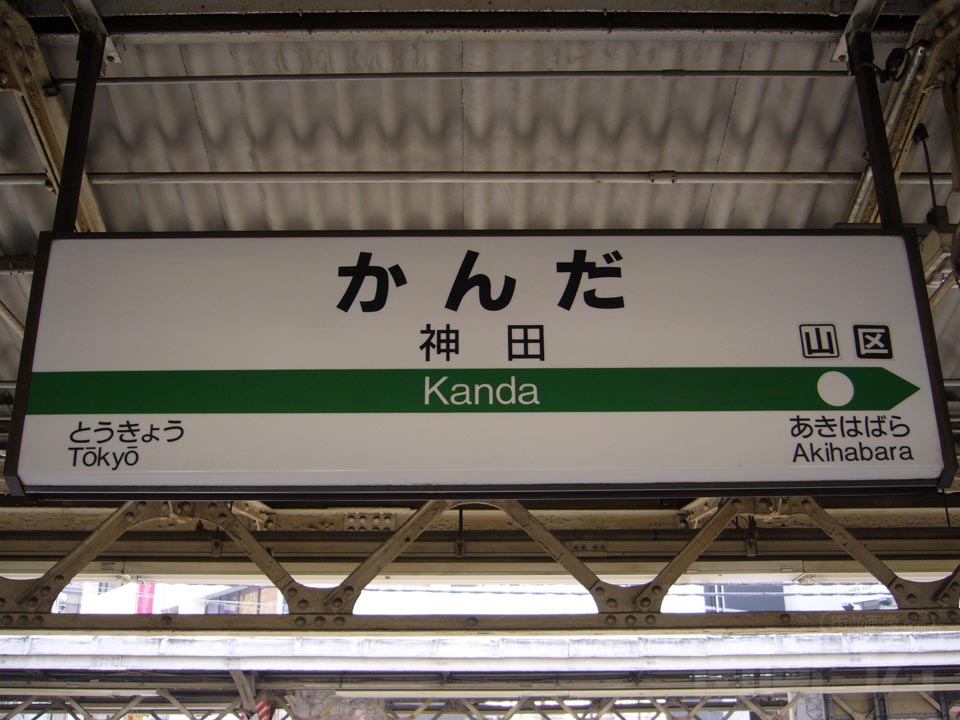 かんだ
神田
山 区
Kanda
とうきょう
Tōkyō
あきはばら
Akihabara